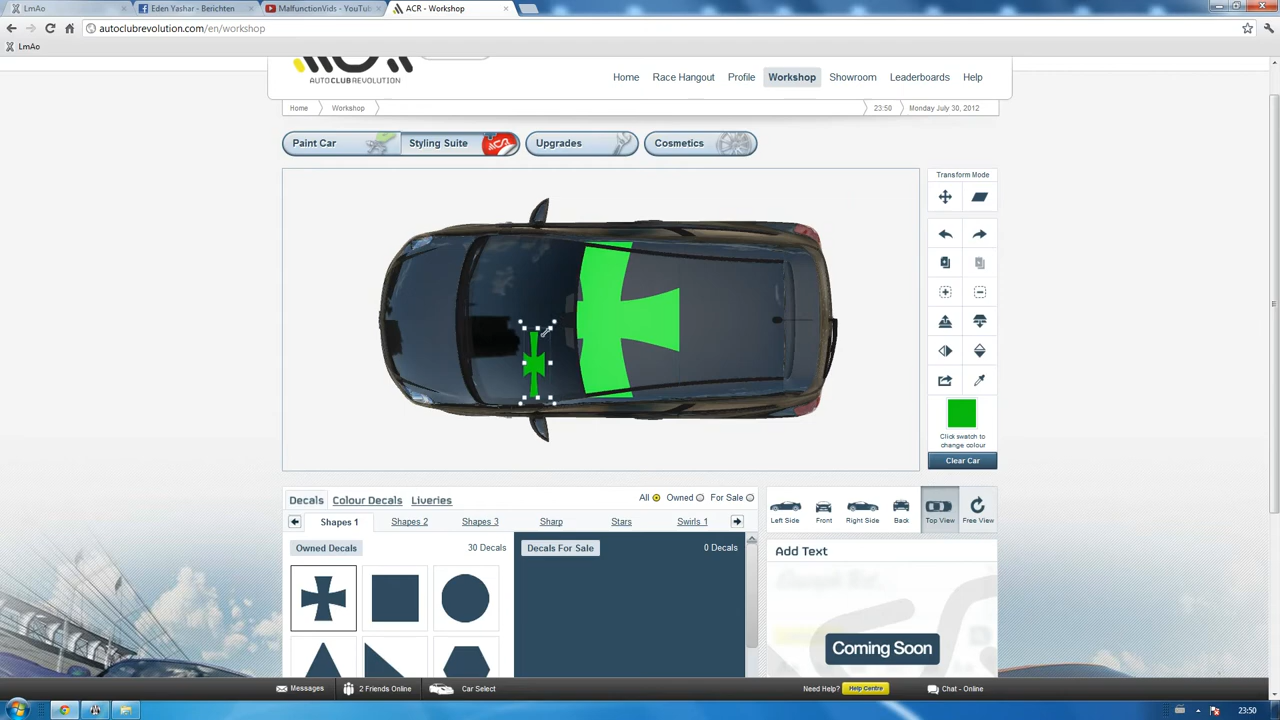 LmAo
Eden Yashar - Berichten
MalfunctionVids - YouTu
ACR - Workshop
autoclubrevolution.com/en/workshop
LmAo
AUTOCLUBREVOLUTION
Home
Race Hangout
Profile
Workshop
Showroom
Leaderboards
Help
Home
Workshop
23:50
Monday July 30, 2012
Paint Car
Styling Suite
ACR
Upgrades
Cosmetics
Transform Mode
Click swatch to
change colour
Clear Car
Decals
Colour Decals
Liveries
All
Owned
For Sale
Shapes 1
Shapes 2
Shapes 3
Sharp
Stars
Swirls 1
Left Side
Front
Right Side
Back
Top View
Free View
Owned Decals
30 Decals
Decals For Sale
0 Decals
Add Text
Coming Soon
Messages
2 Friends Online
Car Select
Need Help?
Help Centre
Chat - Online
23:50